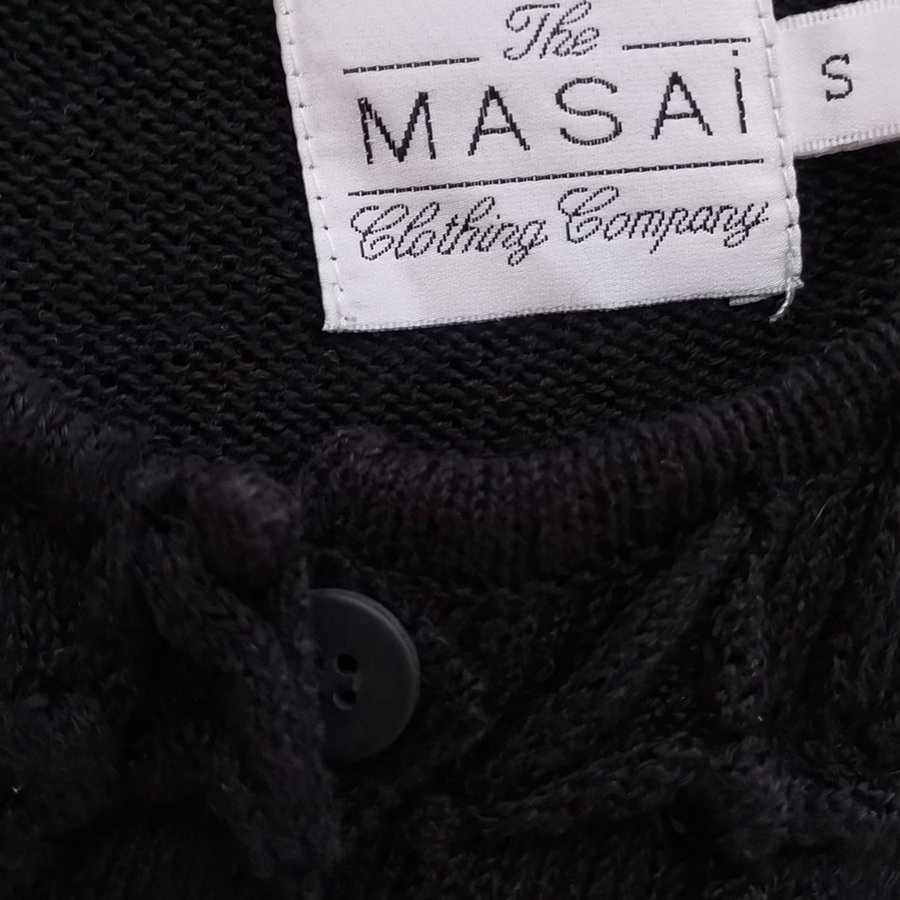 The
MASAi
Clothing Company
S